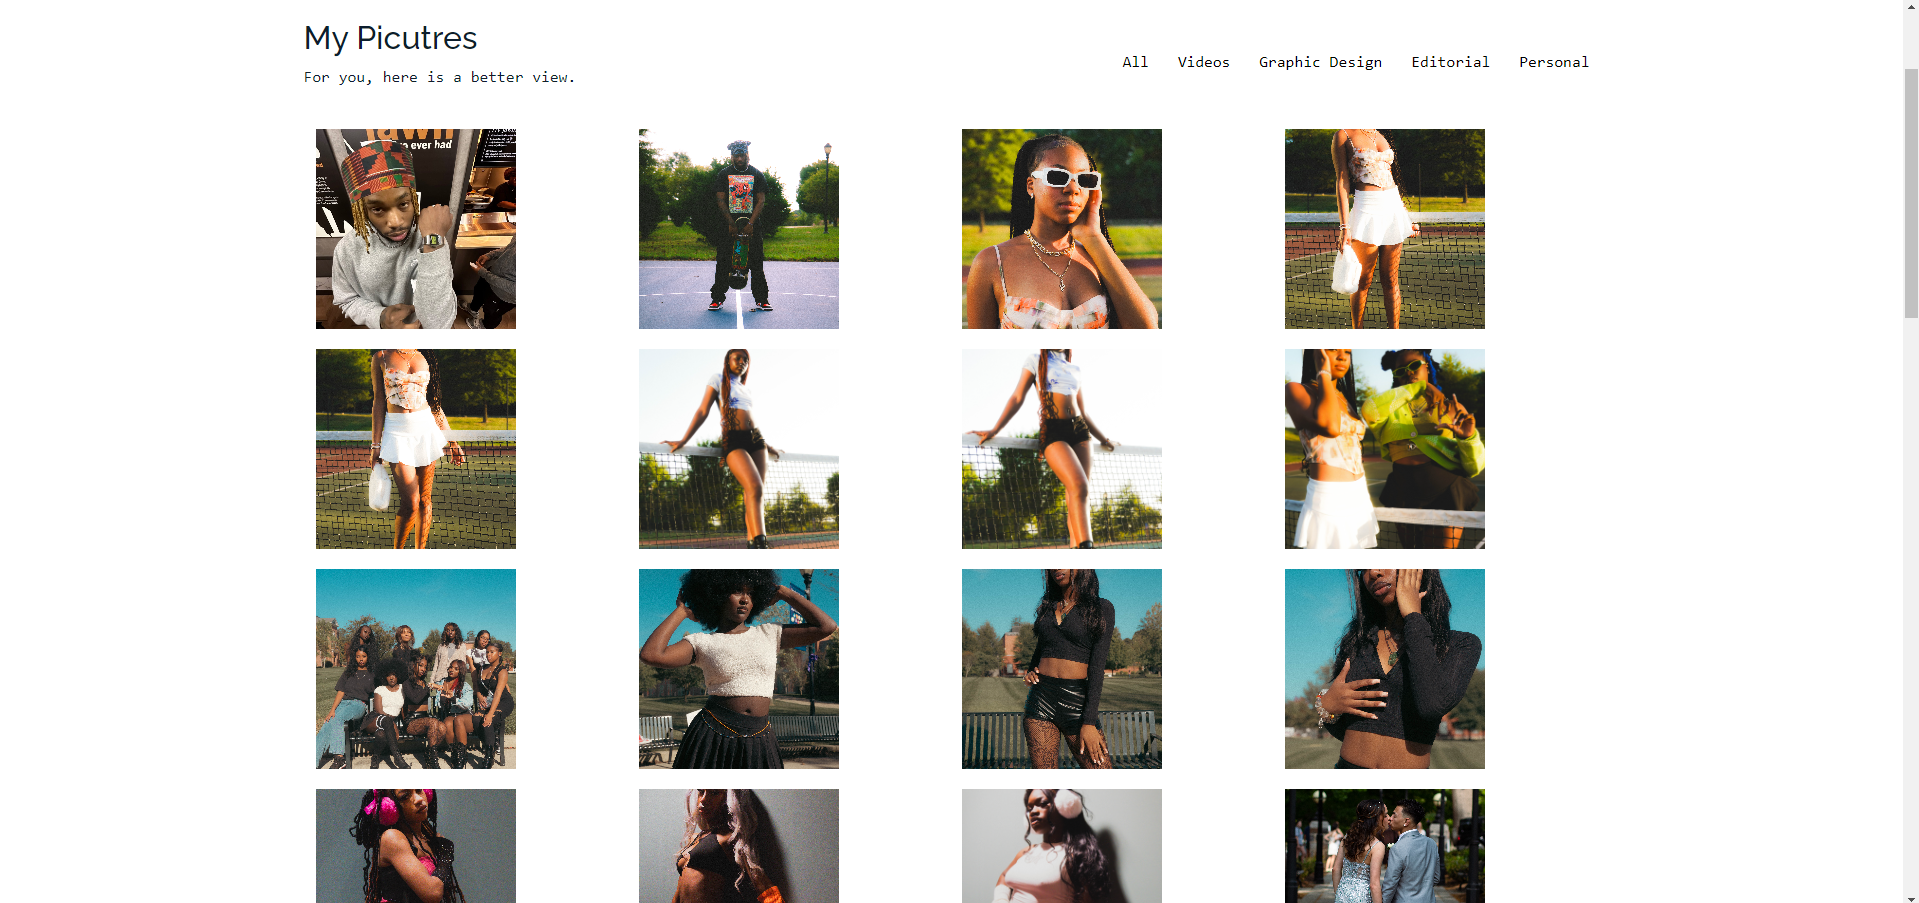 My Picutres
For you, here is a better view.
All Videos Graphic Design Editorial Personal
o ever had